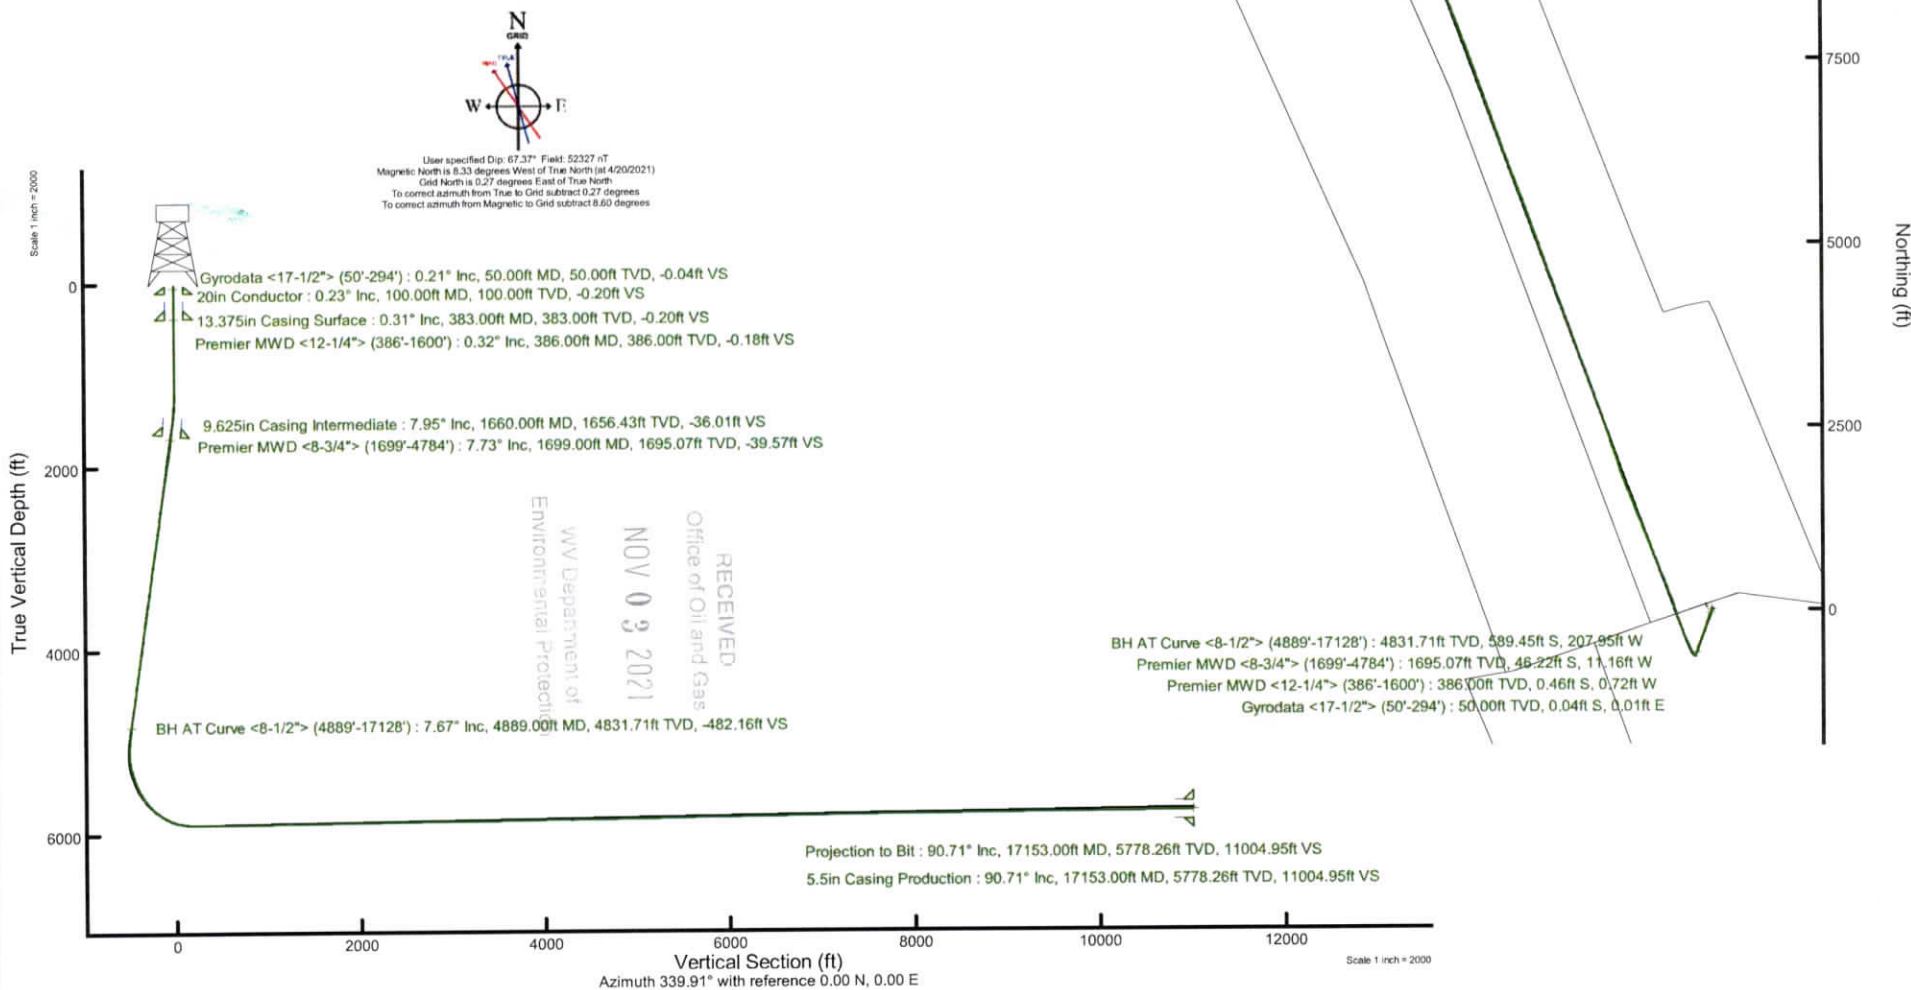 N
GRID
TRUE
MAG
W
E
User specified Dip: 67.37° Field: 52327 nT
Magnetic North is 8.33 degrees West of True North (at 4/20/2021)
Grid North is 0.27 degrees East of True North
To correct azimuth from True to Grid subtract 0.27 degrees
To correct azimuth from Magnetic to Grid subtract 8.60 degrees
Scale 1 inch = 2000
True Vertical Depth (ft)
0
2000
4000
6000
Gyrodata <17-1/2"> (50'-294') : 0.21° Inc, 50.00ft MD, 50.00ft TVD, -0.04ft VS
20in Conductor : 0.23° Inc, 100.00ft MD, 100.00ft TVD, -0.20ft VS
13.375in Casing Surface : 0.31° Inc, 383.00ft MD, 383.00ft TVD, -0.20ft VS
Premier MWD <12-1/4"> (386'-1600') : 0.32° Inc, 386.00ft MD, 386.00ft TVD, -0.18ft VS
9.625in Casing Intermediate : 7.95° Inc, 1660.00ft MD, 1656.43ft TVD, -36.01ft VS
Premier MWD <8-3/4"> (1699'-4784') : 7.73° Inc, 1699.00ft MD, 1695.07ft TVD, -39.57ft VS
RECEIVED
Office of Oil and Gas
NOV 0 9 2021
WV Department of
Environmental Protection
BH AT Curve <8-1/2"> (4889'-17128') : 7.67° Inc, 4889.00ft MD, 4831.71ft TVD, -482.16ft VS
Projection to Bit : 90.71° Inc, 17153.00ft MD, 5778.26ft TVD, 11004.95ft VS
5.5in Casing Production : 90.71° Inc, 17153.00ft MD, 5778.26ft TVD, 11004.95ft VS
0
2000
4000
6000
8000
10000
12000
Vertical Section (ft)
Azimuth 339.91° with reference 0.00 N, 0.00 E
Scale 1 inch = 2000
7500
5000
2500
0
Northing (ft)
BH AT Curve <8-1/2"> (4889'-17128') : 4831.71ft TVD, 589.45ft S, 207.95ft W
Premier MWD <8-3/4"> (1699'-4784') : 1695.07ft TVD, 46.22ft S, 11.16ft W
Premier MWD <12-1/4"> (386'-1600') : 386.00ft TVD, 0.46ft S, 0.72ft W
Gyrodata <17-1/2"> (50'-294') : 50.00ft TVD, 0.04ft S, 0.01ft E